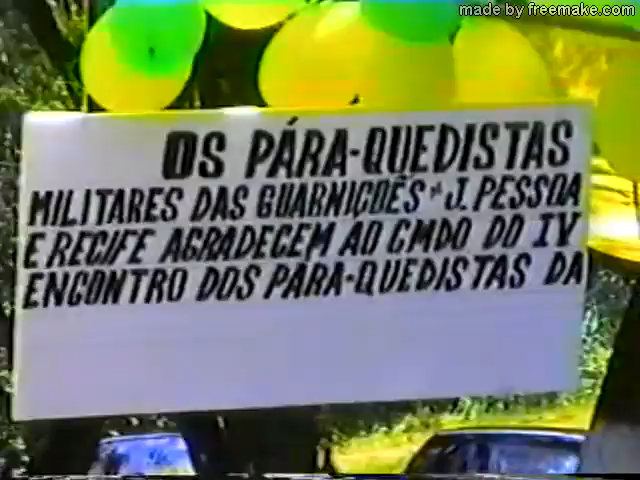 made by freemake.com
OS PÁRA-QUEDISTAS
MILITARES DAS GUARNIÇÕES J. PESSOA
E RECIFE AGRADECEM AO CMDO DO IV
ENCONTRO DOS PÁRA-QUEDISTAS DA